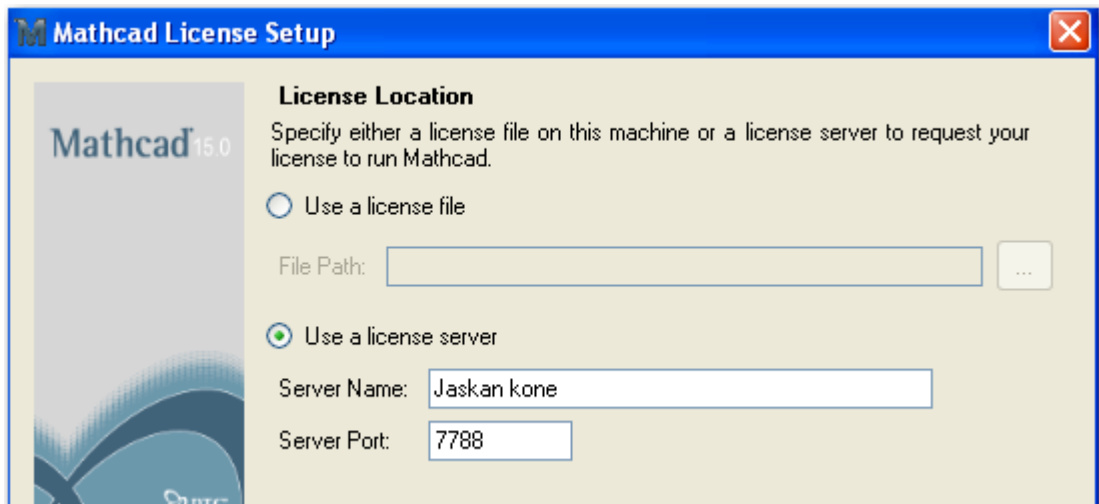 Mathcad License Setup
Mathcad 15.0
License Location
Specify either a license file on this machine or a license server to request your
license to run Mathcad.
Use a license file
File Path:
...
Use a license server
Server Name: Jaskan kone
Server Port: 7788